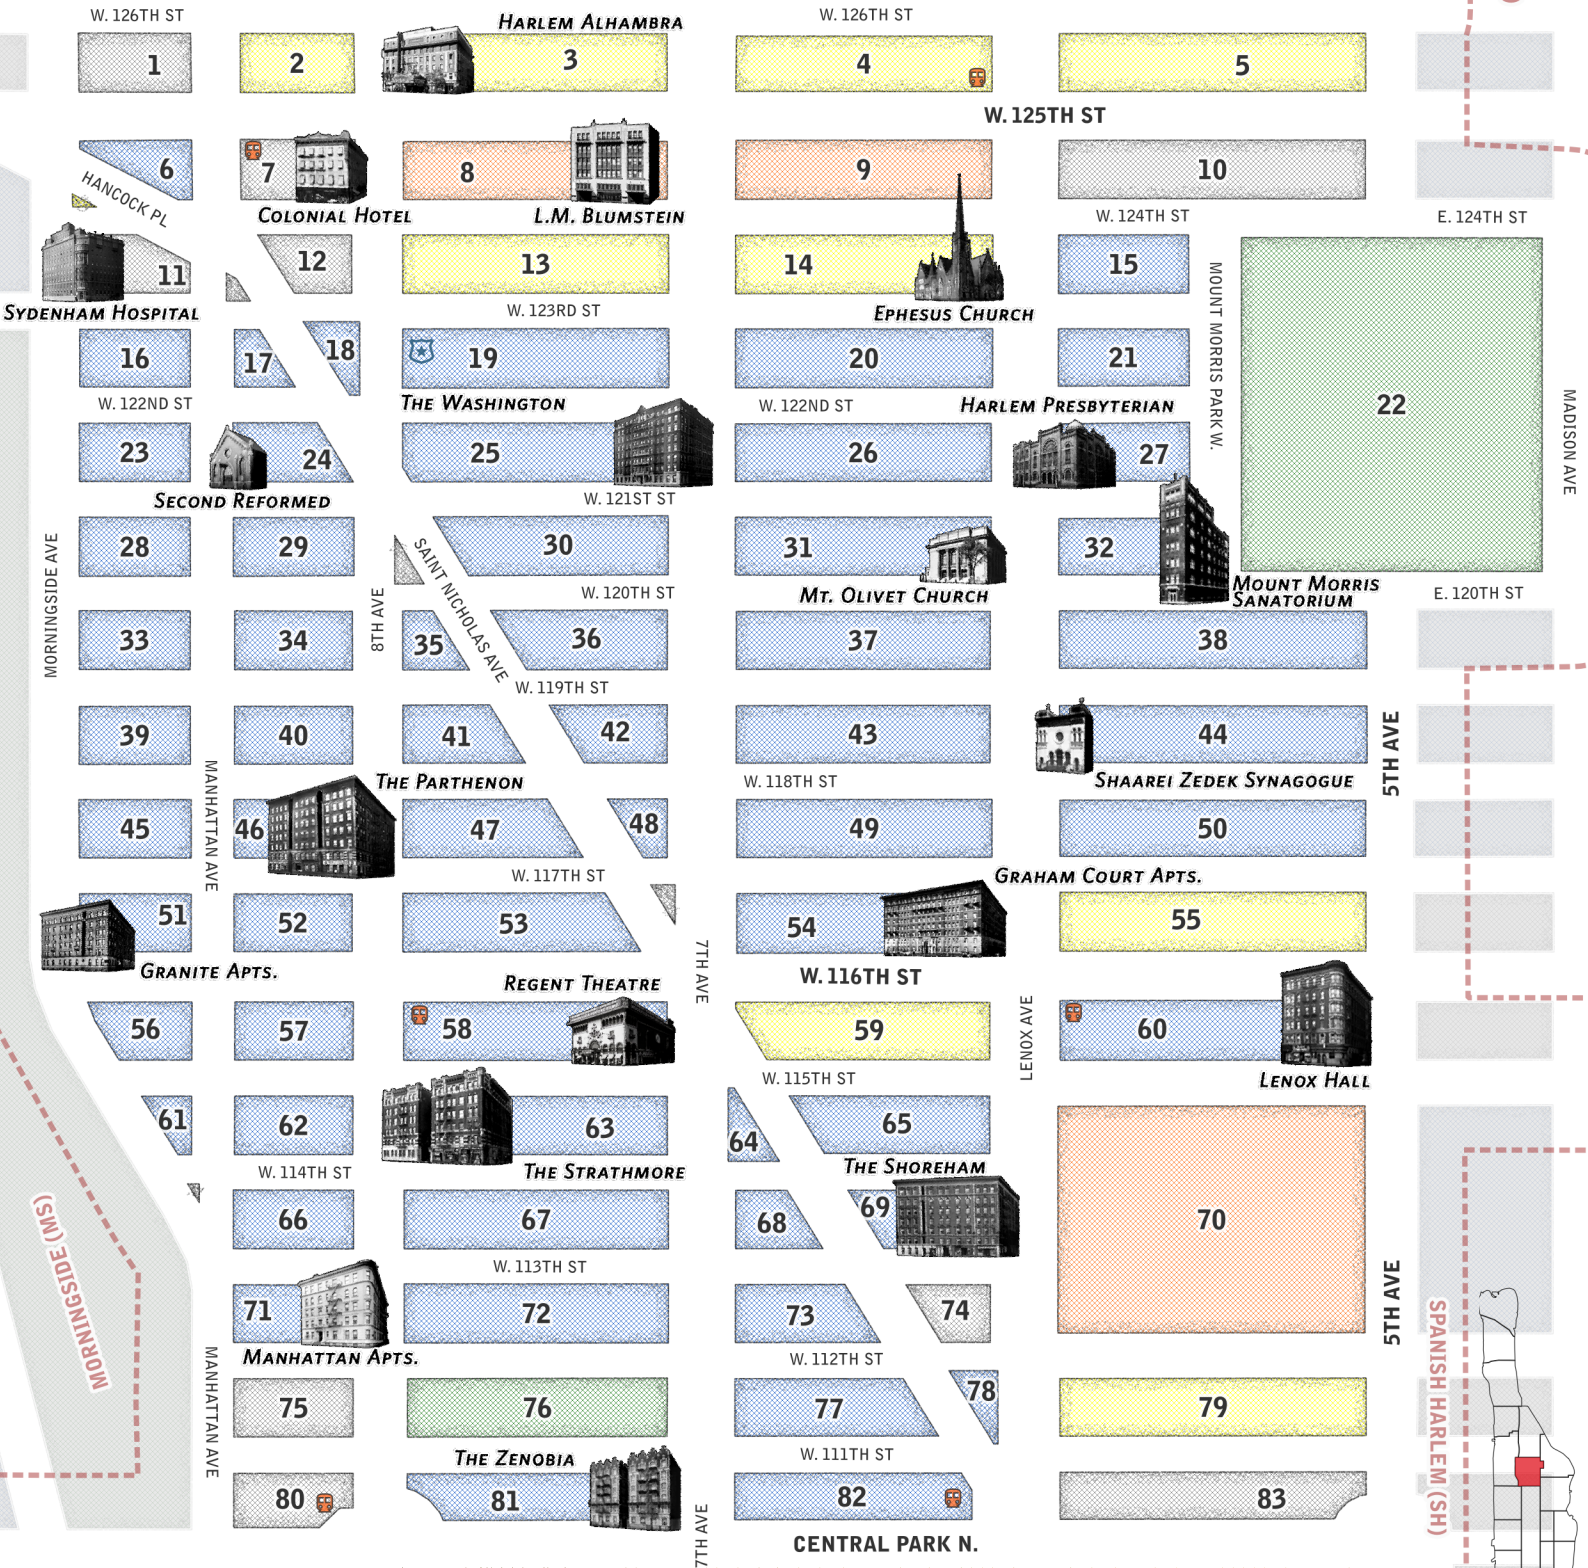 W. 126TH ST
HARLEM ALHAMBRA
W. 126TH ST
1
2
3
4
5
W. 125TH ST
6
7
8
9
10
HANCOCK PL
COLONIAL HOTEL
L.M. BLUMSTEIN
W. 124TH ST
E. 124TH ST
11
12
13
14
15
SYDENHAM HOSPITAL
W. 123RD ST
EPHESUS CHURCH
MOUNT MORRIS PARK W.
16
17
18
19
20
21
22
MADISON AVE
W. 122ND ST
THE WASHINGTON
W. 122ND ST
HARLEM PRESBYTERIAN
23
24
25
26
27
SECOND REFORMED
W. 121ST ST
MORNINGSIDE AVE
28
29
SAINT NICHOLAS AVE
30
31
32
8TH AVE
W. 120TH ST
MT. OLIVET CHURCH
MOUNT MORRIS
SANATORIUM
E. 120TH ST
33
34
35
36
37
38
W. 119TH ST
39
40
41
42
43
44
5TH AVE
MANHATTAN AVE
THE PARTHENON
W. 118TH ST
SHAAREI ZEDEK SYNAGOGUE
45
46
47
48
49
50
W. 117TH ST
GRAHAM COURT APTS.
51
52
53
54
55
GRANITE APTS.
7TH AVE
W. 116TH ST
REGENT THEATRE
LENOX AVE
56
57
58
59
60
W. 115TH ST
LENOX HALL
61
62
63
64
65
W. 114TH ST
THE STRATHMORE
THE SHOREHAM
MORNINGSIDE (MS)
66
67
68
69
70
W. 113TH ST
71
72
73
74
5TH AVE
SPANISH HARLEM (SH)
MANHATTAN APTS.
W. 112TH ST
MANHATTAN AVE
75
76
77
78
79
THE ZENOBIA
W. 111TH ST
80
81
82
83
7TH AVE
CENTRAL PARK N.